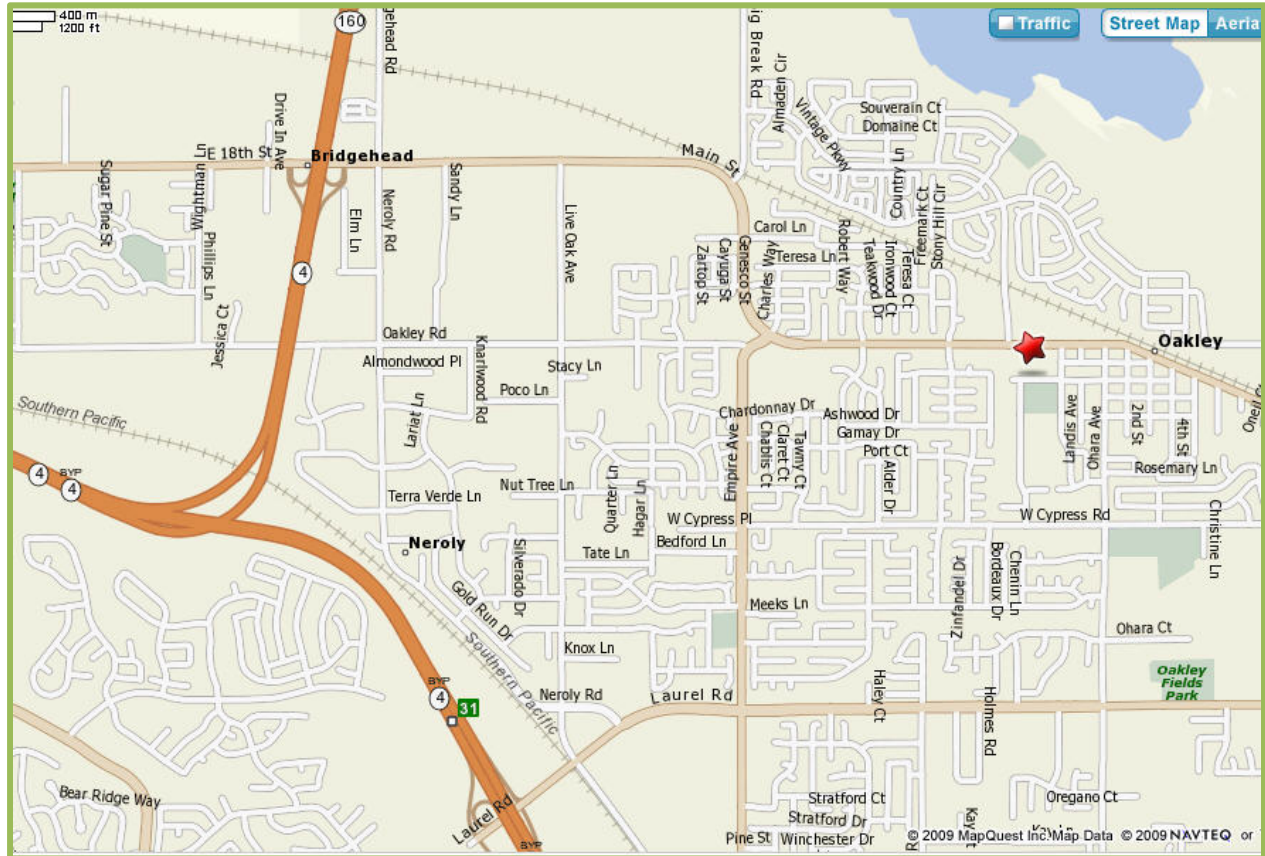 400 m
1200 ft
160
gehead Rd
ig Break Rd
Traffic
Street Map
Aeria
Almaden Cir
Vintage Pkwy
Souverain Ct
Domaine Ct
Drive In Ave
E 18th St
Bridgehead
Main St
Sugar Pine St
Wightman Ln
Phillips Ln
Elm Ln
Neroly Rd
Sandy Ln
Live Oak Ave
Country Ln
Freemark Ct
Stony Hill Cir
Carol Ln
Teresa Ln
Robert Way
Teakwood Dr
Ironwood Ct
Teresa Ct
Zartop St
Cayuga St
Genesco St
Charles Way
4
Jessica Ct
Oakley Rd
Almondwood Pl
Knarlwood Rd
Stacy Ln
Poco Ln
Oakley
Southern Pacific
Lariat Ln
Chardonnay Dr
Ashwood Dr
Gamay Dr
Port Ct
Empire Ave
Chablis Ct
Claret Ct
Tawny Ct
Alder Dr
Landis Ave
Ohara Ave
2nd St
4th St
Rosemary Ln
4
BYP
4
Terra Verde Ln
Nut Tree Ln
Quarter Ln
Hagar Ln
W Cypress Pl
W Cypress Rd
Christine Ln
Neroly
Bedford Ln
Tate Ln
Silverado Dr
Gold Run Dr
Zinfandel Dr
Bordeaux Dr
Chenin Ln
Meeks Ln
Ohara Ct
Southern Pacific
Knox Ln
Neroly Rd
Laurel Rd
Haley Ct
Holmes Rd
Oakley
Fields
Park
BYP
4
31
Bear Ridge Way
Laurel Rd
BYP
Stratford Ct
Stratford Dr
Pine St
Winchester Dr
Oregano Ct
© 2009 MapQuest Inc. Map Data © 2009 NAVTEQ or